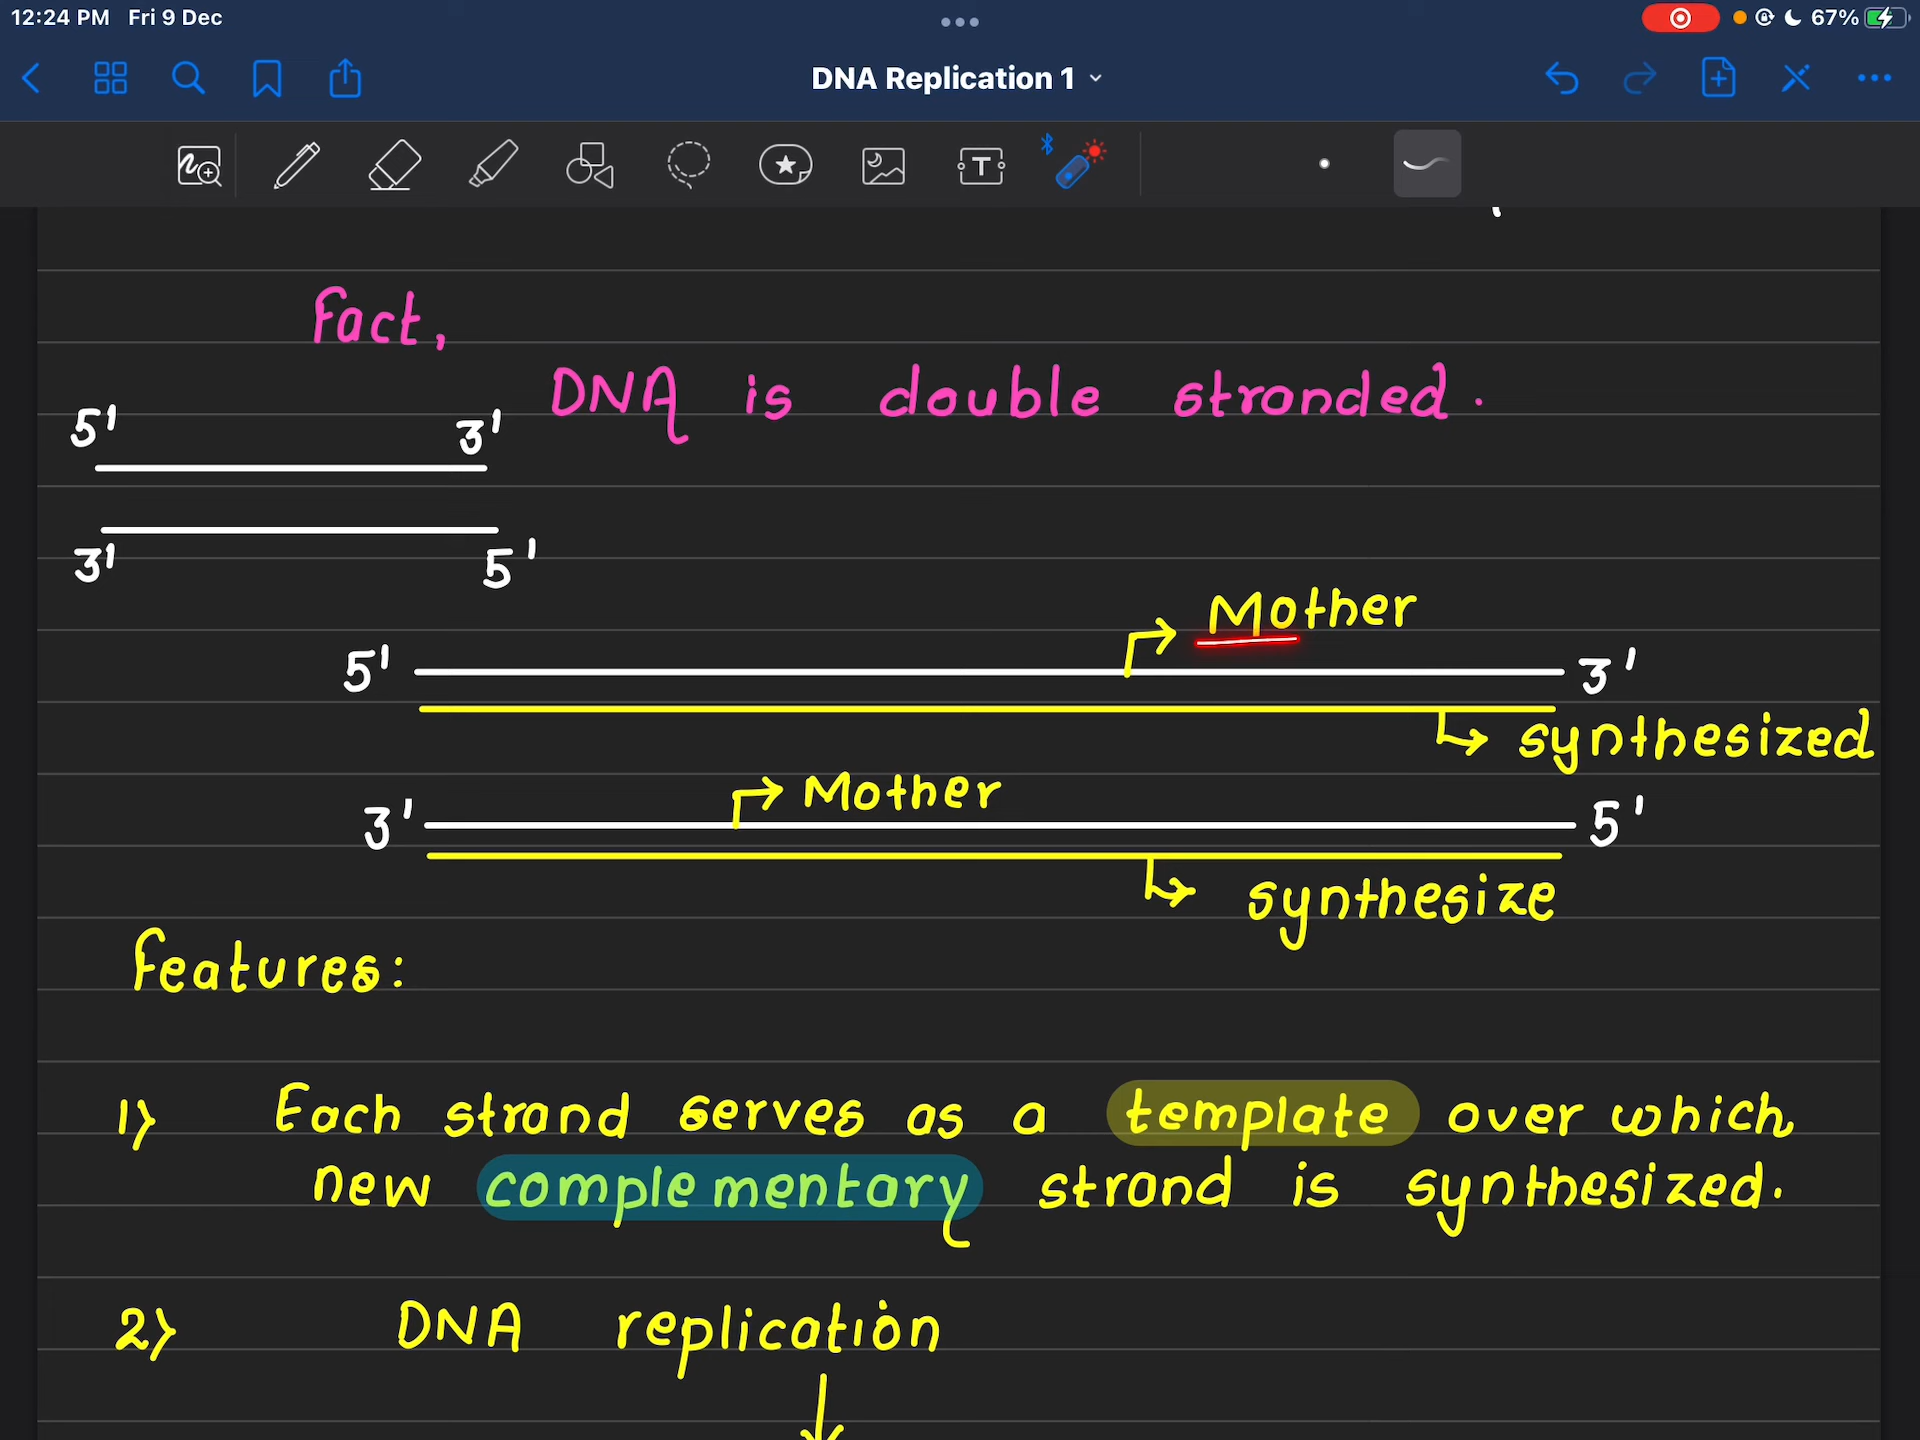 12:24 PM Fri 9 Dec
67%
DNA Replication 1
T
Fact,
DNA is double stranded.
5' 3'
3' 5'
Mother
5' 3'
synthesized
Mother
3' 5'
synthesize
Features:
1) Each strand serves as a template over which
new complementary strand is synthesized.
2) DNA replication